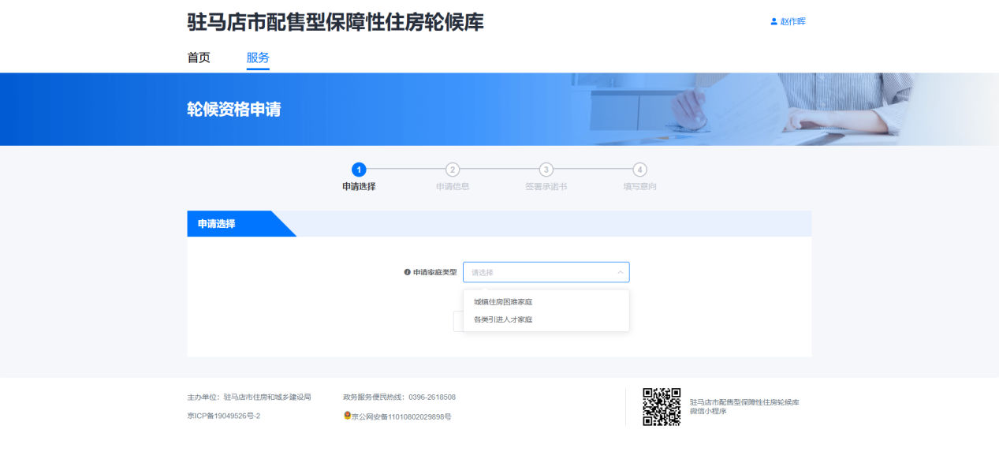 驻马店市配售型保障性住房轮候库
赵作晖
首页 服务
轮候资格申请
1 2 3 4
申请选择 申请信息 签署承诺书 填写意向
申请选择
申请家庭类型 请选择
城镇住房困难家庭
各类引进人才家庭
主办单位：驻马店市住房和城乡建设局 政务服务便民热线：0396-2618508
京ICP备19049526号-2 京公网安备11010802029898号
驻马店市配售型保障性住房轮候库
微信小程序